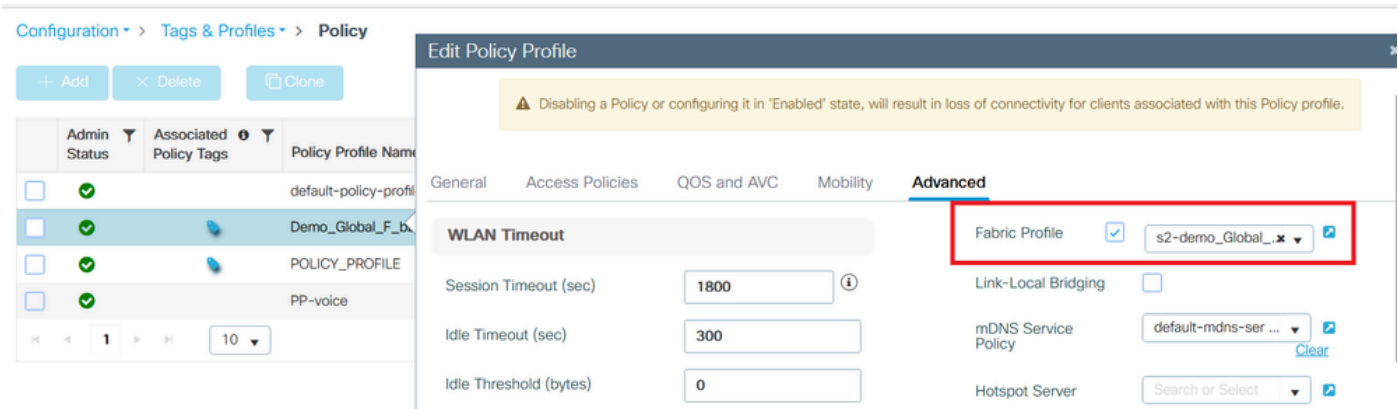 Configuration > Tags & Profiles > Policy
+ Add × Delete Clone
Admin Status
Associated Policy Tags
Policy Profile Name
default-policy-profil
Demo_Global_F_b
POLICY_PROFILE
PP-voice
1 10
Edit Policy Profile
Disabling a Policy or configuring it in 'Enabled' state, will result in loss of connectivity for clients associated with this Policy profile.
General Access Policies QOS and AVC Mobility Advanced
WLAN Timeout
Session Timeout (sec) 1800
Idle Timeout (sec) 300
Idle Threshold (bytes) 0
Fabric Profile s2-demo_Global_.
Link-Local Bridging
mDNS Service Policy default-mdns-ser ...
Clear
Hotspot Server Search or Select